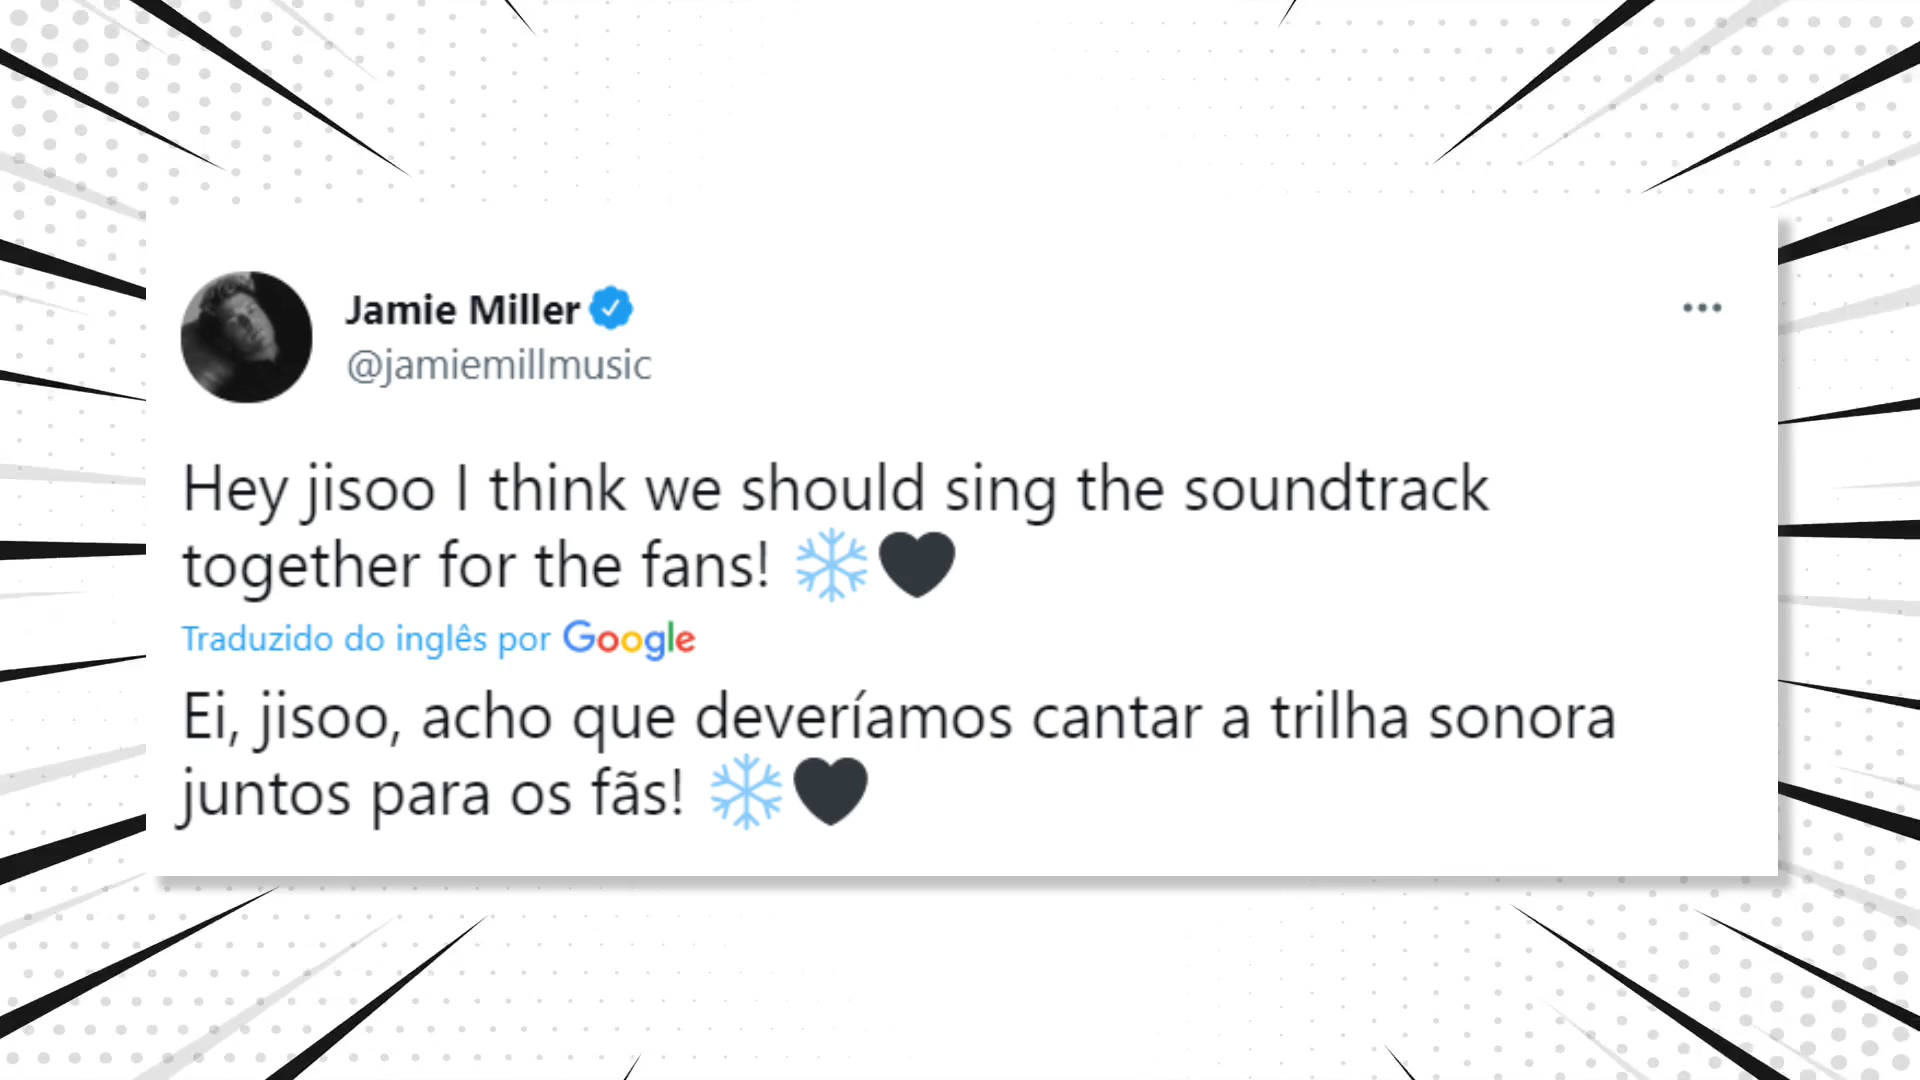 Jamie Miller
@jamiemillmusic
Hey jisoo I think we should sing the soundtrack
together for the fans! ❄️🖤
Traduzido do inglês por Google
Ei, jisoo, acho que deveríamos cantar a trilha sonora
juntos para os fãs! ❄️🖤